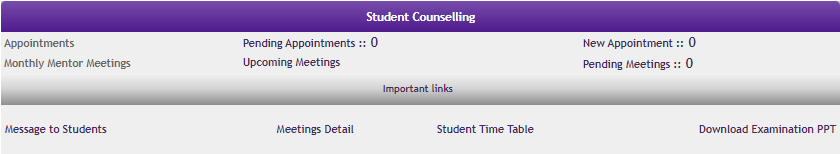 Student Counselling
Appointments Pending Appointments :: 0 New Appointment :: 0
Monthly Mentor Meetings Upcoming Meetings Pending Meetings :: 0
Important links
Message to Students Meetings Detail Student Time Table Download Examination PPT